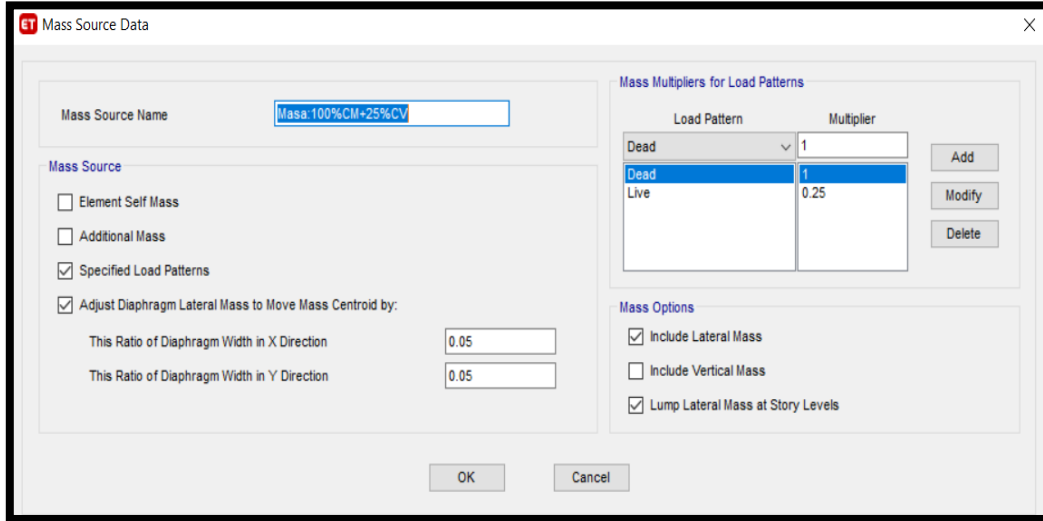 ET Mass Source Data
Mass Source Name Masa:100%CM+25%CV
Mass Source
Element Self Mass
Additional Mass
Specified Load Patterns
Adjust Diaphragm Lateral Mass to Move Mass Centroid by:
This Ratio of Diaphragm Width in X Direction 0.05
This Ratio of Diaphragm Width in Y Direction 0.05
Mass Multipliers for Load Patterns
Load Pattern Multiplier
Dead 1
Dead 1
Live 0.25
Add
Modify
Delete
Mass Options
Include Lateral Mass
Include Vertical Mass
Lump Lateral Mass at Story Levels
OK Cancel